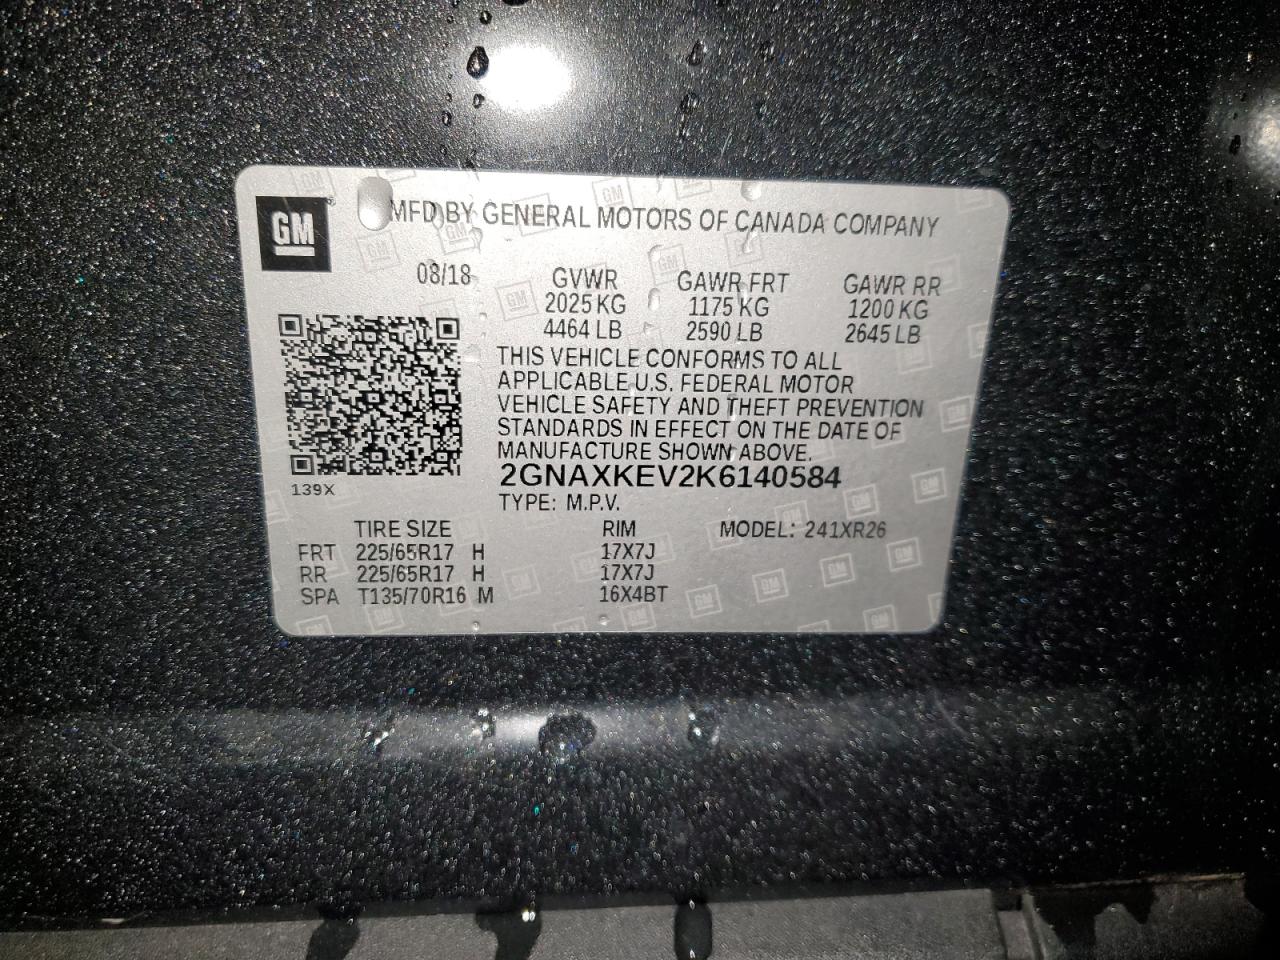 GM
MFD BY GENERAL MOTORS OF CANADA COMPANY
08/18 GVWR GAWR FRT GAWR RR
2025 KG 1175 KG 1200 KG
4464 LB 2590 LB 2645 LB
THIS VEHICLE CONFORMS TO ALL
APPLICABLE U.S. FEDERAL MOTOR
VEHICLE SAFETY AND THEFT PREVENTION
STANDARDS IN EFFECT ON THE DATE OF
MANUFACTURE SHOWN ABOVE.
2GNAXKEV2K6140584
139X
TYPE: M.P.V.
TIRE SIZE RIM MODEL: 241XR26
FRT 225/65R17 H 17X7J
RR 225/65R17 H 17X7J
SPA T135/70R16 M 16X4BT